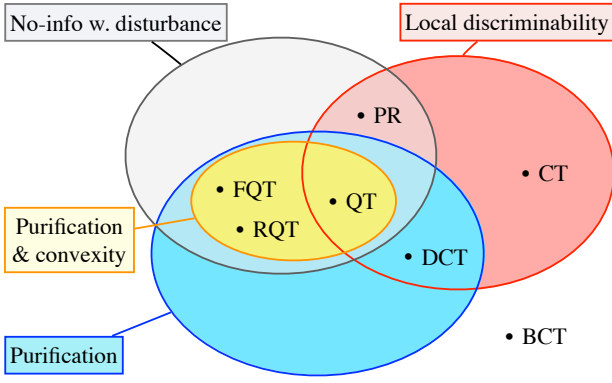 No-info w. disturbance
Local discriminability
PR
CT
FQT
QT
RQT
Purification
& convexity
DCT
BCT
Purification